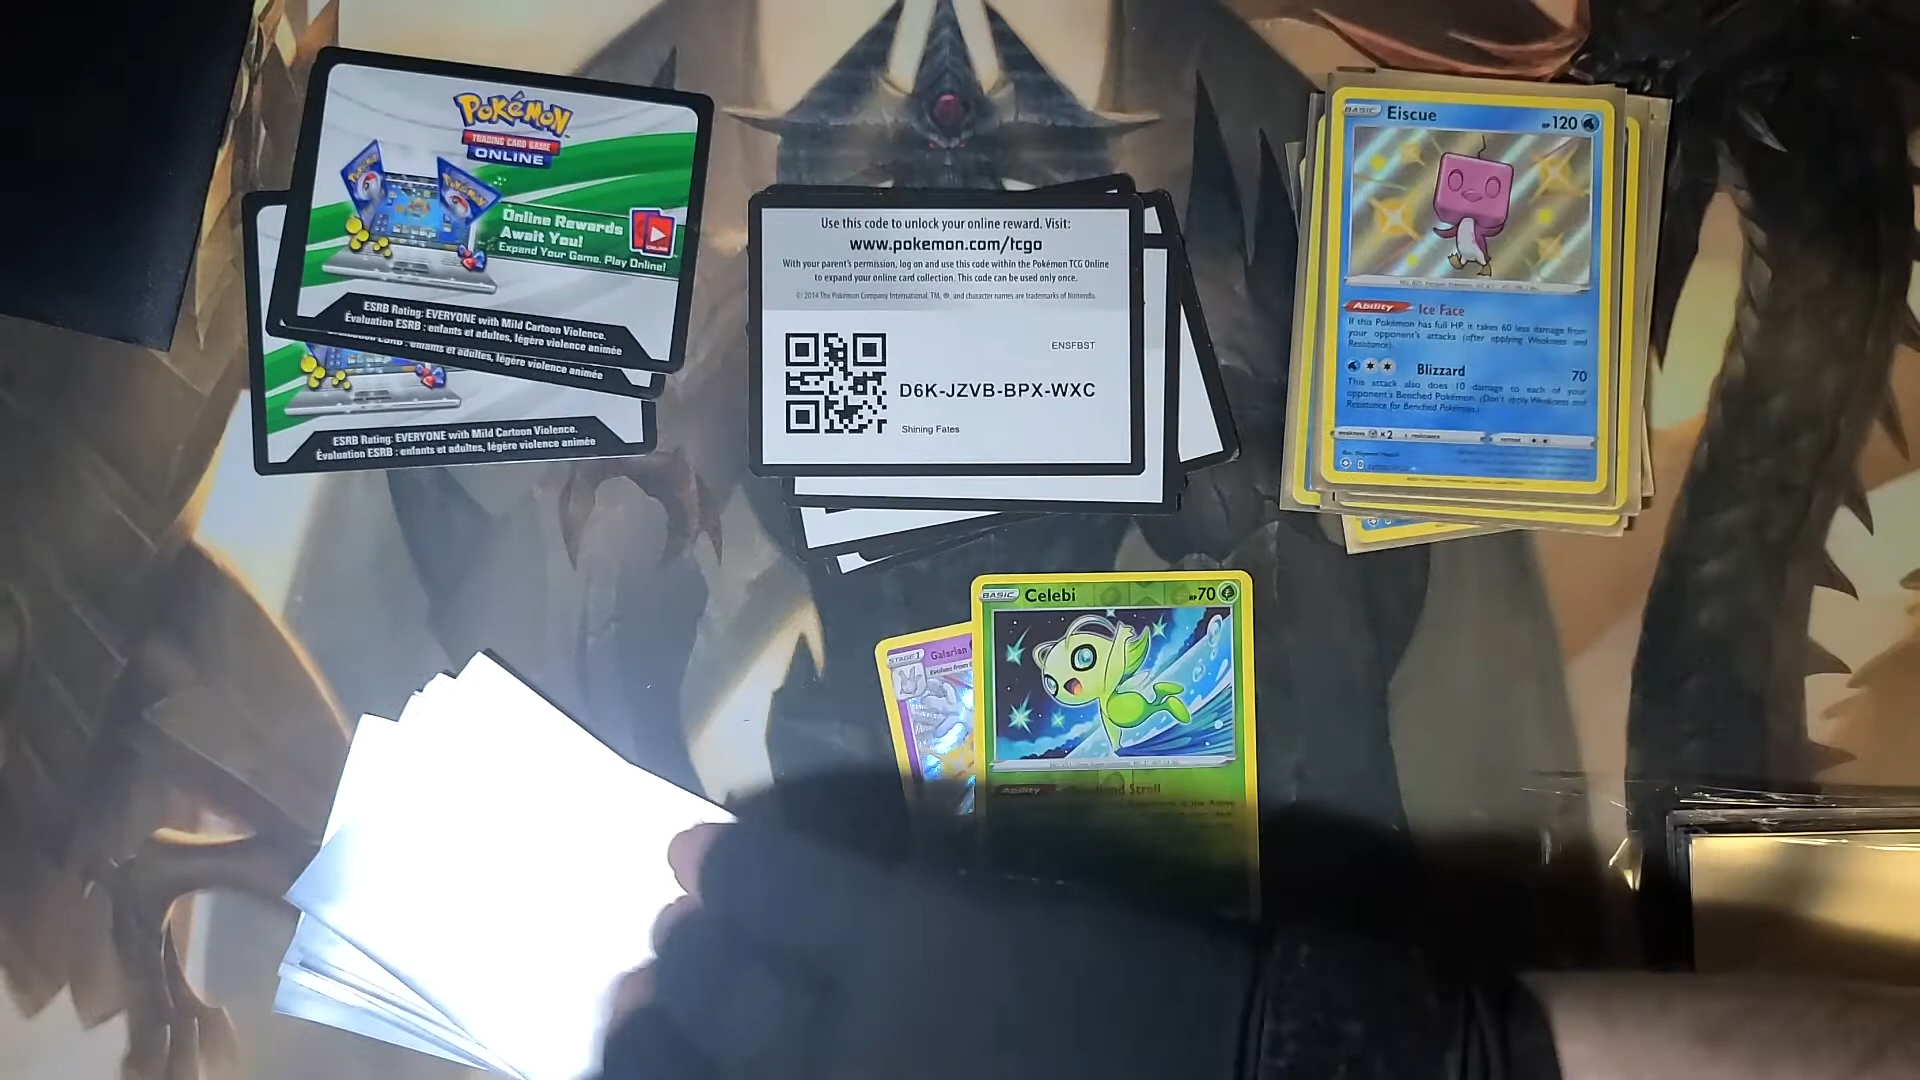 POKÉMON
TRADING CARD GAME
ONLINE
Online Rewards
Await You!
Expand Your Game. Play Online!
ESRB Rating: EVERYONE with Mild Cartoon Violence.
Évaluation ESRB : enfants et adultes, légère violence animée
enfants et adultes, légère violence animée
ESRB Rating: EVERYONE with Mild Cartoon Violence.
Évaluation ESRB : enfants et adultes, légère violence animée
Use this code to unlock your online reward. Visit:
www.pokemon.com/tcgo
With your parent's permission, log on and use this code within the Pokémon TCG Online
to expand your online card collection. This code can be used only once.
© 2014 The Pokémon Company International. TM, ®, and character names are trademarks of Nintendo.
ENSFBST
D6K-JZVB-BPX-WXC
Shining Fates
BASIC Eiscue HP 120
Ability Ice Face
If this Pokémon has full HP, it takes 60 less damage from
your opponent's attacks (after applying Weakness and
Resistance).
Blizzard 70
This attack also does 10 damage to each of your
opponent's Benched Pokémon. (Don't apply Weakness and
Resistance for Benched Pokémon.)
weakness ×2 resistance retreat
STAGE 1 Galarian
Evolves from
BASIC Celebi HP 70
Ability Stroll